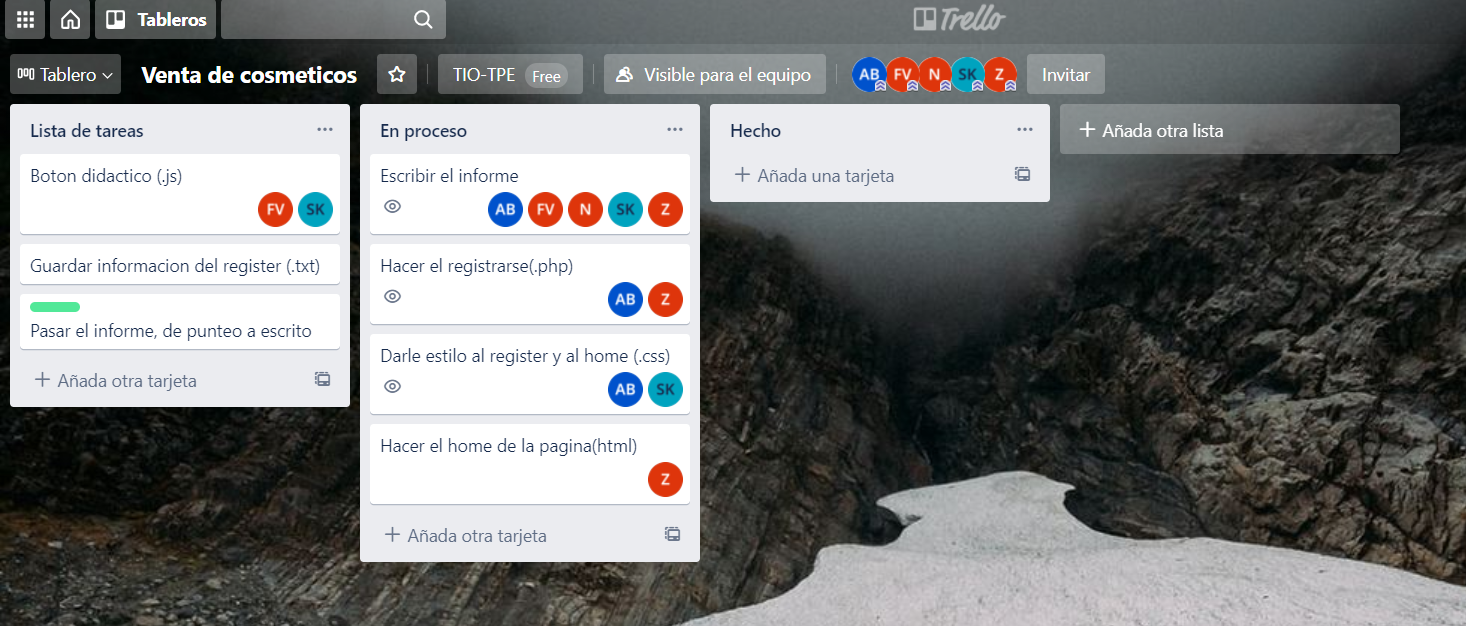 Tableros
Trello
Tablero
Venta de cosmeticos
TIO-TPE Free
Visible para el equipo
AB FV N SK Z
Invitar
Lista de tareas
Boton didactico (.js)
FV SK
Guardar informacion del register (.txt)
Pasar el informe, de punteo a escrito
+ Añada otra tarjeta
En proceso
Escribir el informe
AB FV N SK Z
Hacer el registrarse(.php)
AB Z
Darle estilo al register y al home (.css)
AB SK
Hacer el home de la pagina(html)
Z
+ Añada otra tarjeta
Hecho
+ Añada una tarjeta
+ Añada otra lista